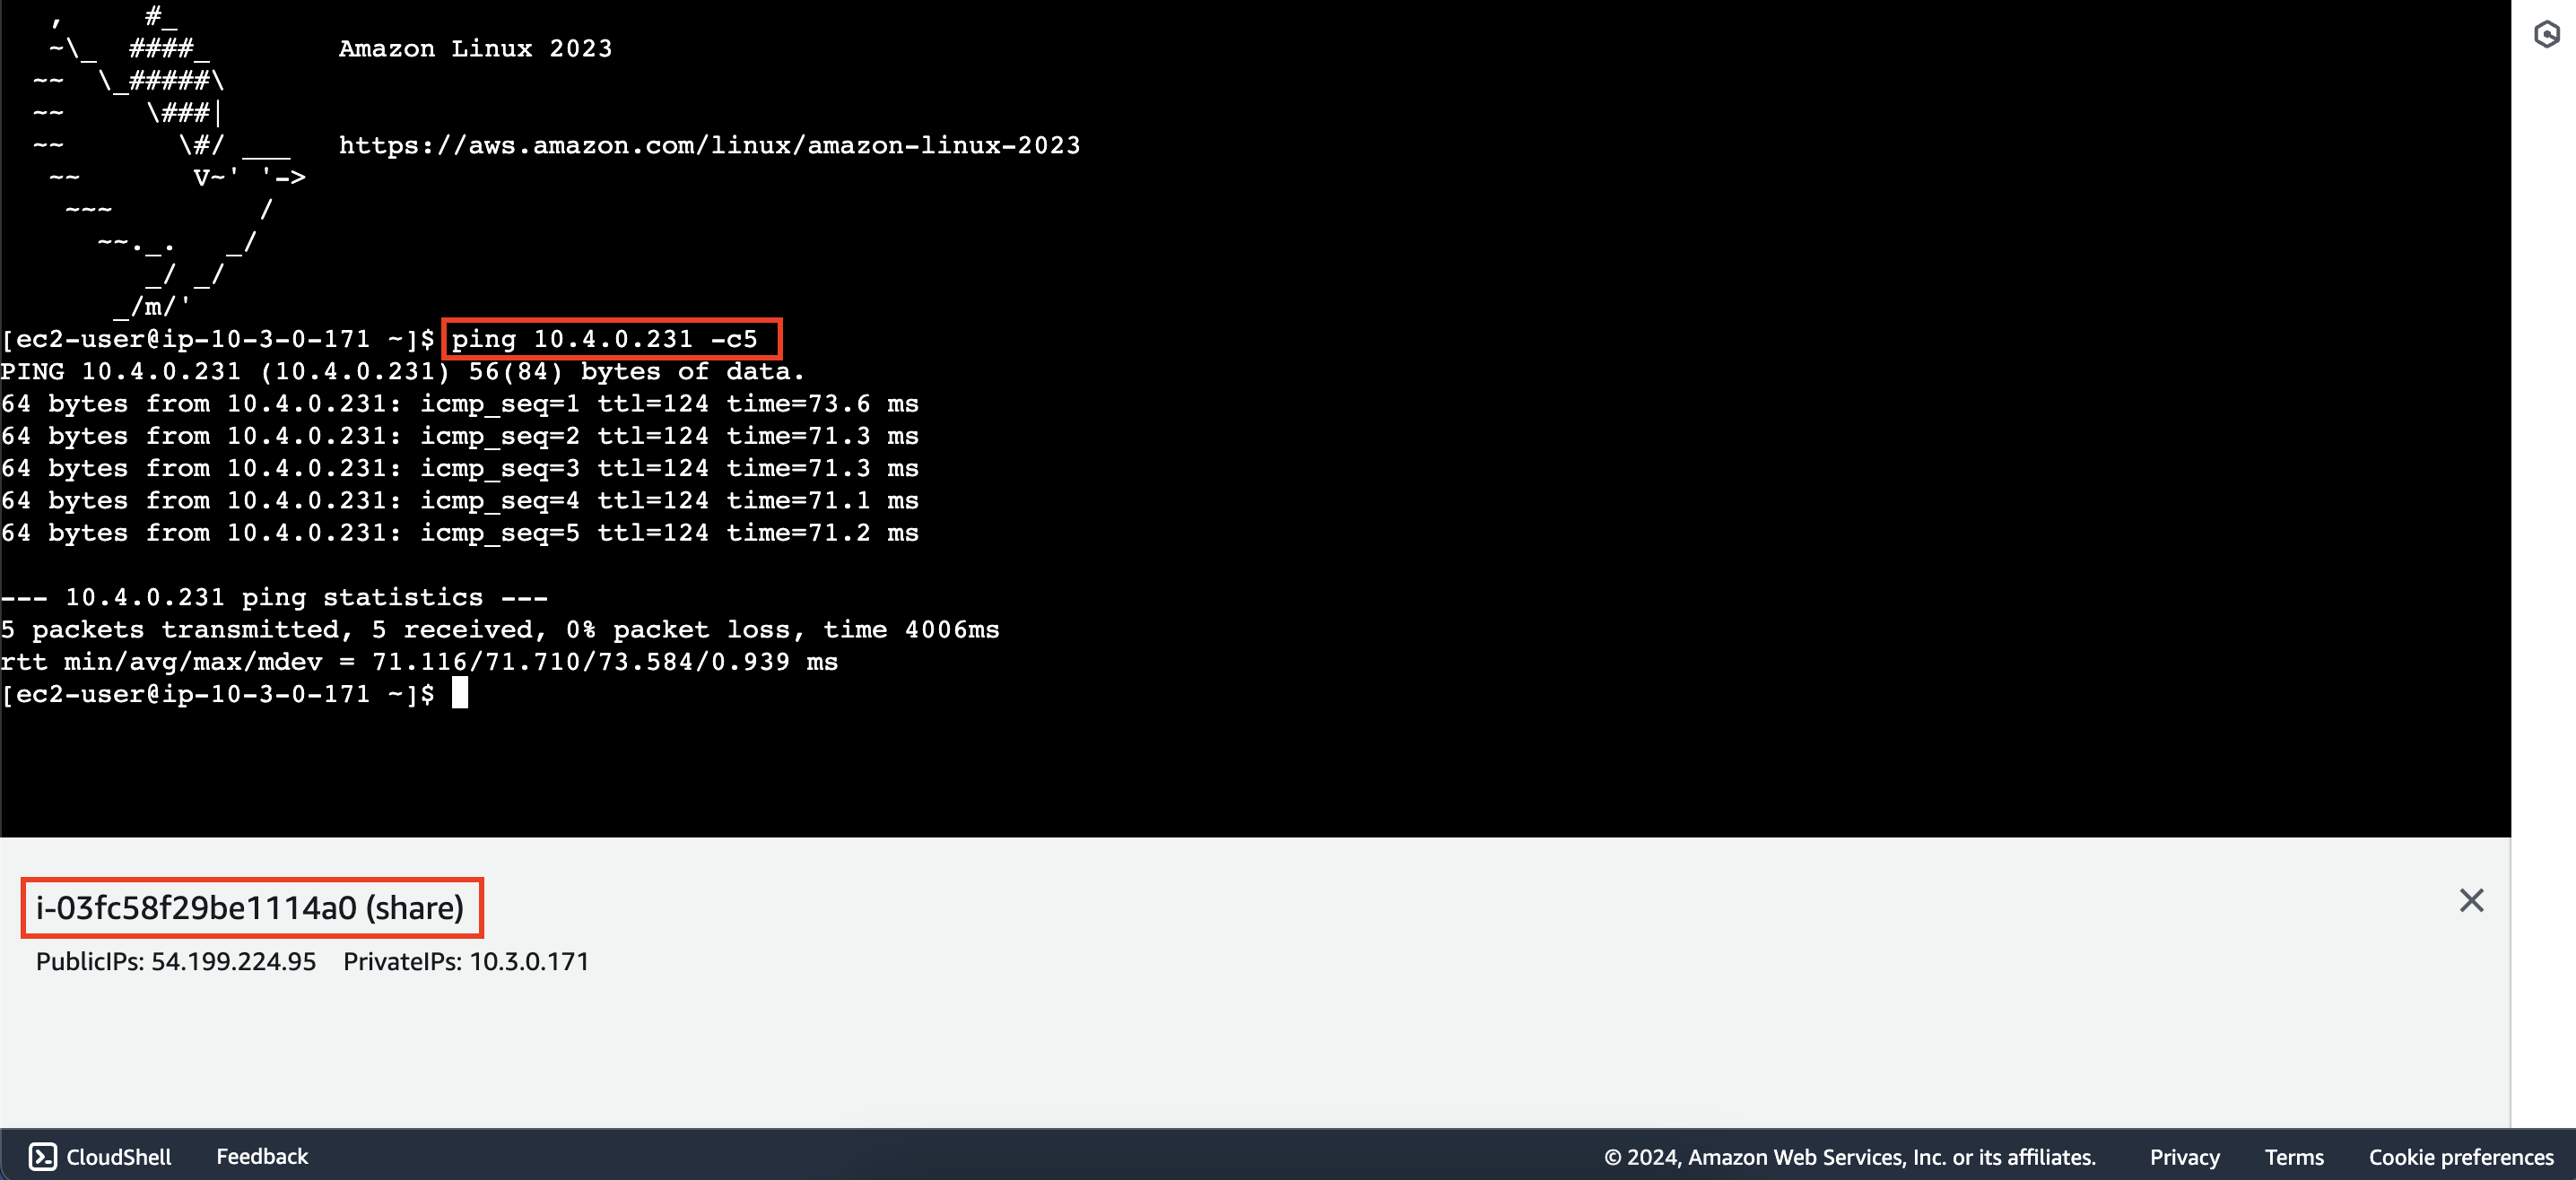 ,     #_
   ~\_  ####_        Amazon Linux 2023
  ~~  \_#####\
  ~~     \###|
  ~~       \#/ ___   https://aws.amazon.com/linux/amazon-linux-2023
   ~~       V~' '->
    ~~~         /
      ~~._.   _/
         _/ _/
       _/m/'
[ec2-user@ip-10-3-0-171 ~]$ ping 10.4.0.231 -c5
PING 10.4.0.231 (10.4.0.231) 56(84) bytes of data.
64 bytes from 10.4.0.231: icmp_seq=1 ttl=124 time=73.6 ms
64 bytes from 10.4.0.231: icmp_seq=2 ttl=124 time=71.3 ms
64 bytes from 10.4.0.231: icmp_seq=3 ttl=124 time=71.3 ms
64 bytes from 10.4.0.231: icmp_seq=4 ttl=124 time=71.1 ms
64 bytes from 10.4.0.231: icmp_seq=5 ttl=124 time=71.2 ms

--- 10.4.0.231 ping statistics ---
5 packets transmitted, 5 received, 0% packet loss, time 4006ms
rtt min/avg/max/mdev = 71.116/71.710/73.584/0.939 ms
[ec2-user@ip-10-3-0-171 ~]$
i-03fc58f29be1114a0 (share)
PublicIPs: 54.199.224.95 PrivateIPs: 10.3.0.171
CloudShell Feedback © 2024, Amazon Web Services, Inc. or its affiliates. Privacy Terms Cookie preferences